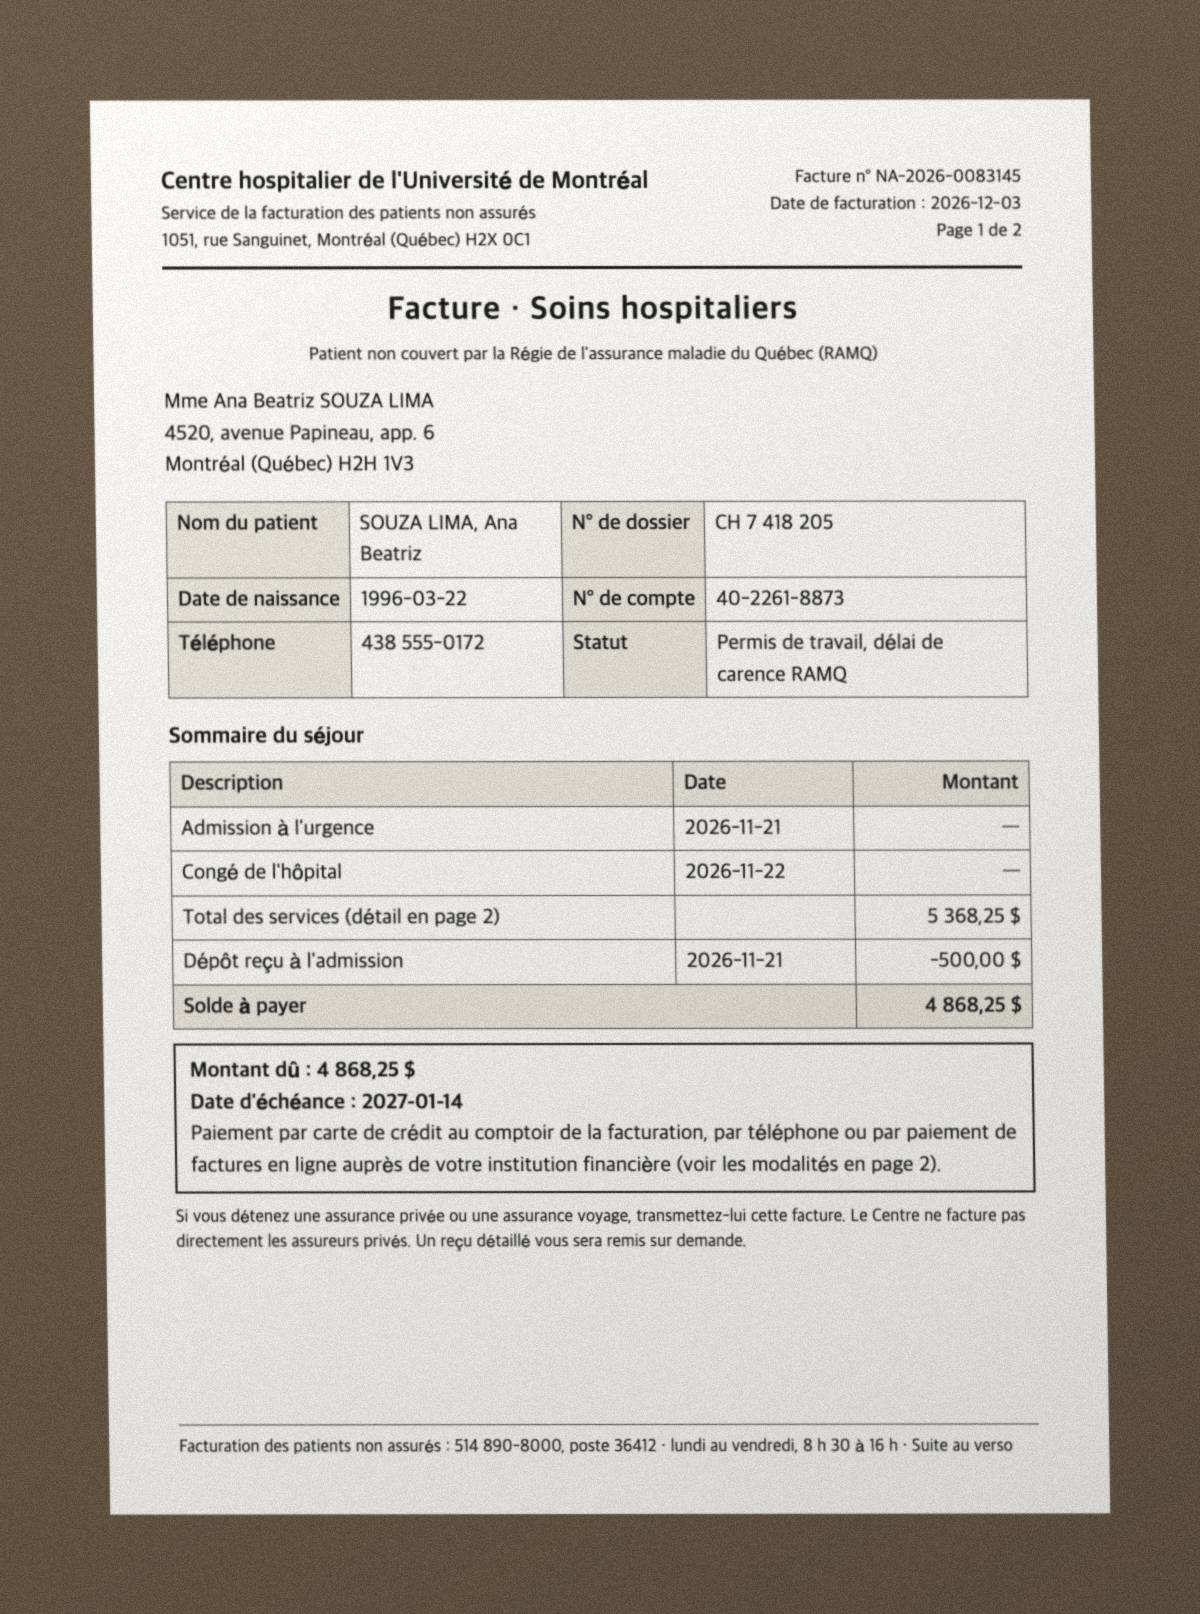 Centre hospitalier de l'Université de Montréal
Service de la facturation des patients non assurés
1051, rue Sanguinet, Montréal (Québec) H2X 0C1
Facture n° NA-2026-0083145
Date de facturation : 2026-12-03
Page 1 de 2
Facture · Soins hospitaliers
Patient non couvert par la Régie de l'assurance maladie du Québec (RAMQ)
Mme Ana Beatriz SOUZA LIMA
4520, avenue Papineau, app. 6
Montréal (Québec) H2H 1V3
Nom du patient SOUZA LIMA, Ana Beatriz N° de dossier CH 7 418 205
Date de naissance 1996-03-22 N° de compte 40-2261-8873
Téléphone 438 555-0172 Statut Permis de travail, délai de carence RAMQ
Sommaire du séjour
Description Date Montant
Admission à l'urgence 2026-11-21 —
Congé de l'hôpital 2026-11-22 —
Total des services (détail en page 2) 5 368,25 $
Dépôt reçu à l'admission 2026-11-21 -500,00 $
Solde à payer 4 868,25 $
Montant dû : 4 868,25 $
Date d'échéance : 2027-01-14
Paiement par carte de crédit au comptoir de la facturation, par téléphone ou par paiement de
factures en ligne auprès de votre institution financière (voir les modalités en page 2).
Si vous détenez une assurance privée ou une assurance voyage, transmettez-lui cette facture. Le Centre ne facture pas
directement les assureurs privés. Un reçu détaillé vous sera remis sur demande.
Facturation des patients non assurés : 514 890-8000, poste 36412 · lundi au vendredi, 8 h 30 à 16 h · Suite au verso